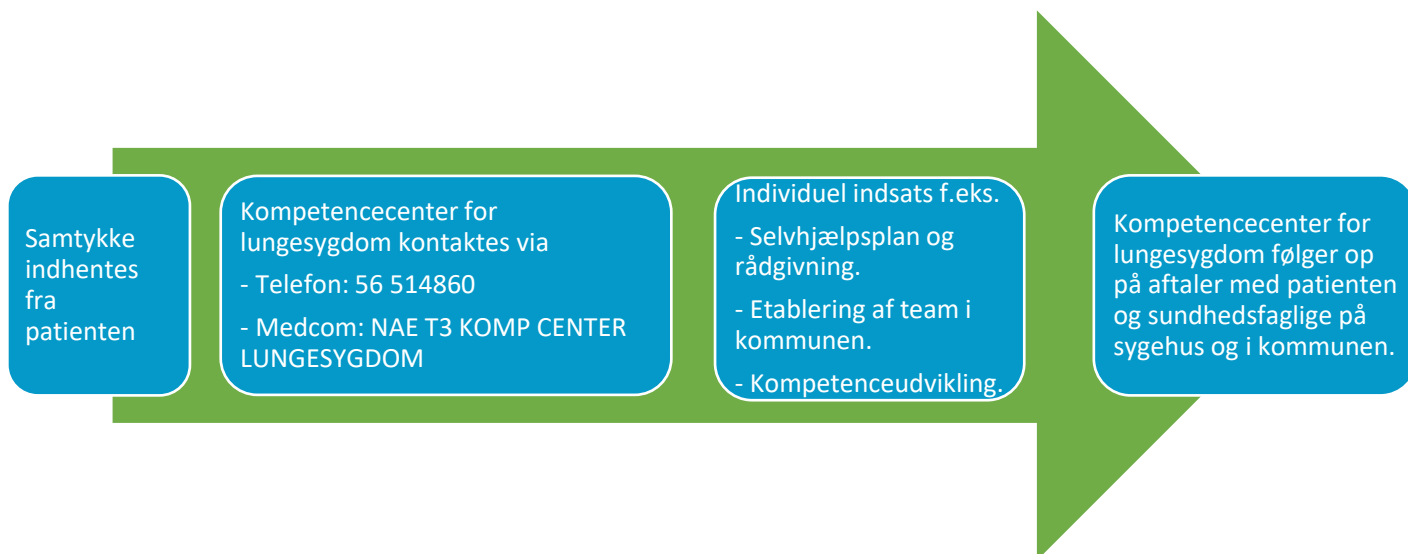 Samtykke
indhentes
fra
patienten
Kompetencecenter for
lungesygdom kontaktes via
- Telefon: 56 514860
- Medcom: NAE T3 KOMP CENTER
LUNGESYGDOM
Individuel indsats f.eks.
- Selvhjælpsplan og
rådgivning.
- Etablering af team i
kommunen.
- Kompetenceudvikling.
Kompetencecenter for
lungesygdom følger op
på aftaler med patienten
og sundhedsfaglige på
sygehus og i kommunen.